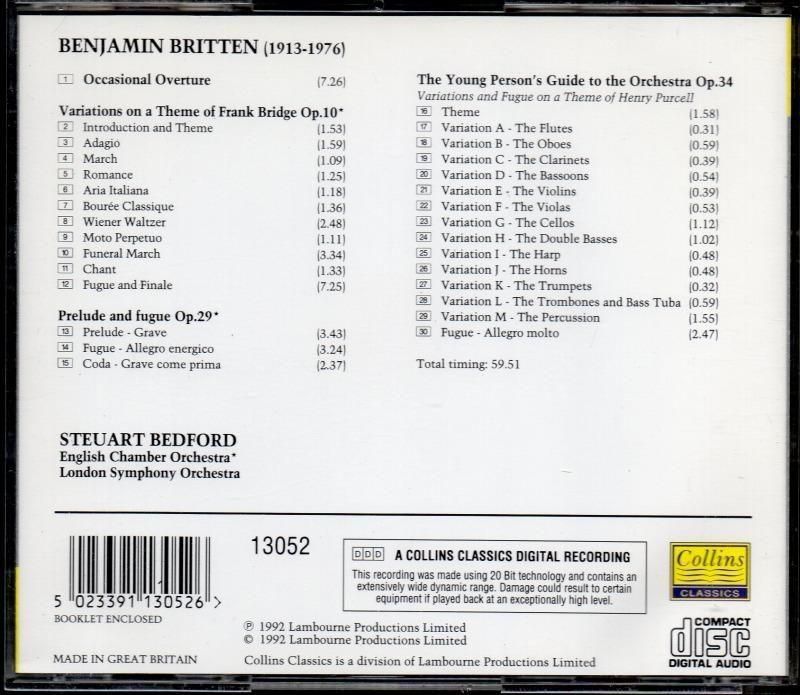 BENJAMIN BRITTEN (1913-1976)
1 Occasional Overture (7.26)
Variations on a Theme of Frank Bridge Op.10*
2 Introduction and Theme (1.53)
3 Adagio (1.59)
4 March (1.09)
5 Romance (1.25)
6 Aria Italiana (1.18)
7 Bourée Classique (1.36)
8 Wiener Waltzer (2.48)
9 Moto Perpetuo (1.11)
10 Funeral March (3.34)
11 Chant (1.33)
12 Fugue and Finale (7.25)
Prelude and fugue Op.29*
13 Prelude - Grave (3.43)
14 Fugue - Allegro energico (3.24)
15 Coda - Grave come prima (2.37)
STEUART BEDFORD
English Chamber Orchestra*
London Symphony Orchestra
The Young Person's Guide to the Orchestra Op.34
Variations and Fugue on a Theme of Henry Purcell
16 Theme (1.58)
17 Variation A - The Flutes (0.31)
18 Variation B - The Oboes (0.59)
19 Variation C - The Clarinets (0.39)
20 Variation D - The Bassoons (0.54)
21 Variation E - The Violins (0.39)
22 Variation F - The Violas (0.53)
23 Variation G - The Cellos (1.12)
24 Variation H - The Double Basses (1.02)
25 Variation I - The Harp (0.48)
26 Variation J - The Horns (0.48)
27 Variation K - The Trumpets (0.32)
28 Variation L - The Trombones and Bass Tuba (0.59)
29 Variation M - The Percussion (1.55)
30 Fugue - Allegro molto (2.47)
Total timing: 59.51
5 023391 130526 >
BOOKLET ENCLOSED
MADE IN GREAT BRITAIN
13052
DDD A COLLINS CLASSICS DIGITAL RECORDING
This recording was made using 20 Bit technology and contains an
extensively wide dynamic range. Damage could result to certain
equipment if played back at an exceptionally high level.
℗ 1992 Lambourne Productions Limited
© 1992 Lambourne Productions Limited
Collins Classics is a division of Lambourne Productions Limited
Collins
CLASSICS
COMPACT
disc
DIGITAL AUDIO